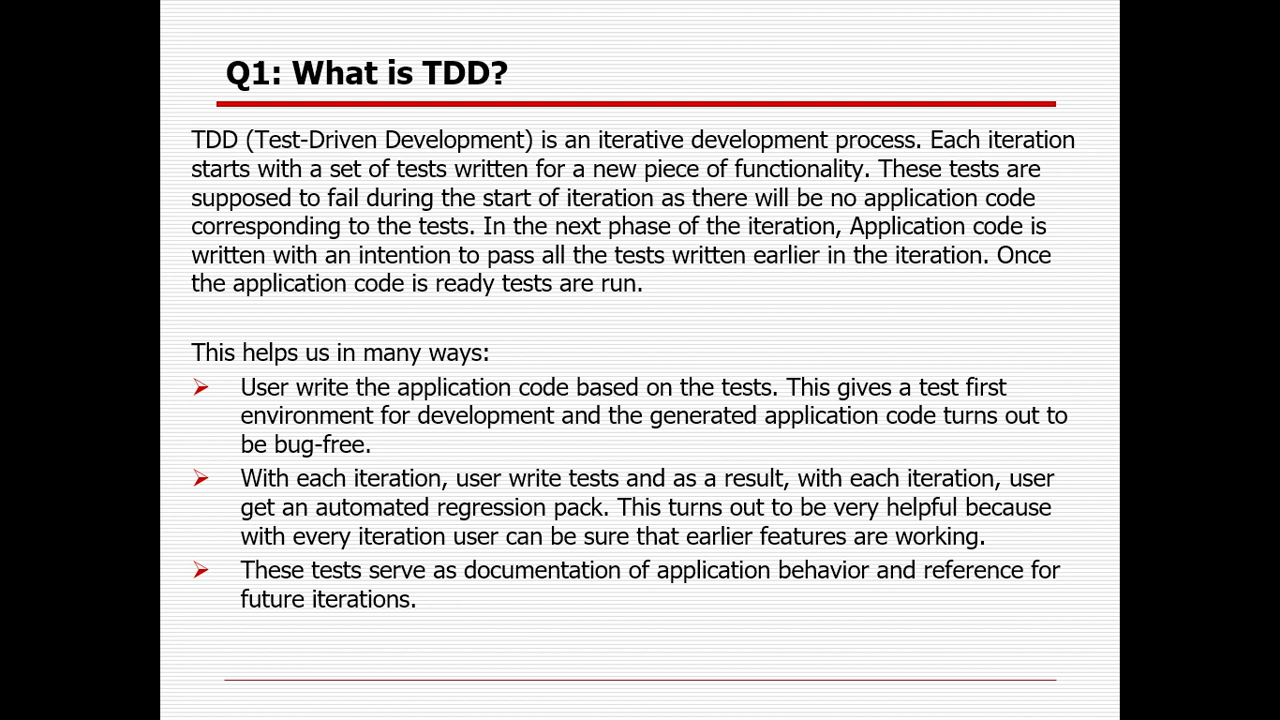 Q1: What is TDD?
TDD (Test-Driven Development) is an iterative development process. Each iteration
starts with a set of tests written for a new piece of functionality. These tests are
supposed to fail during the start of iteration as there will be no application code
corresponding to the tests. In the next phase of the iteration, Application code is
written with an intention to pass all the tests written earlier in the iteration. Once
the application code is ready tests are run.
This helps us in many ways:
User write the application code based on the tests. This gives a test first
environment for development and the generated application code turns out to
be bug-free.
With each iteration, user write tests and as a result, with each iteration, user
get an automated regression pack. This turns out to be very helpful because
with every iteration user can be sure that earlier features are working.
These tests serve as documentation of application behavior and reference for
future iterations.